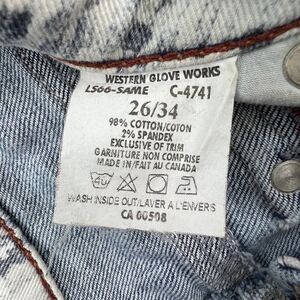 WESTERN GLOVE WORKS
LS66-SAME C-4741
26/34
98% COTTON/COTON
2% SPANDEX
EXCLUSIVE OF TRIM
GARNITURE NON COMPRISE
MADE IN/FAIT AU CANADA
40
WASH INSIDE OUT/LAVER A L'ENVERS
CA 00508